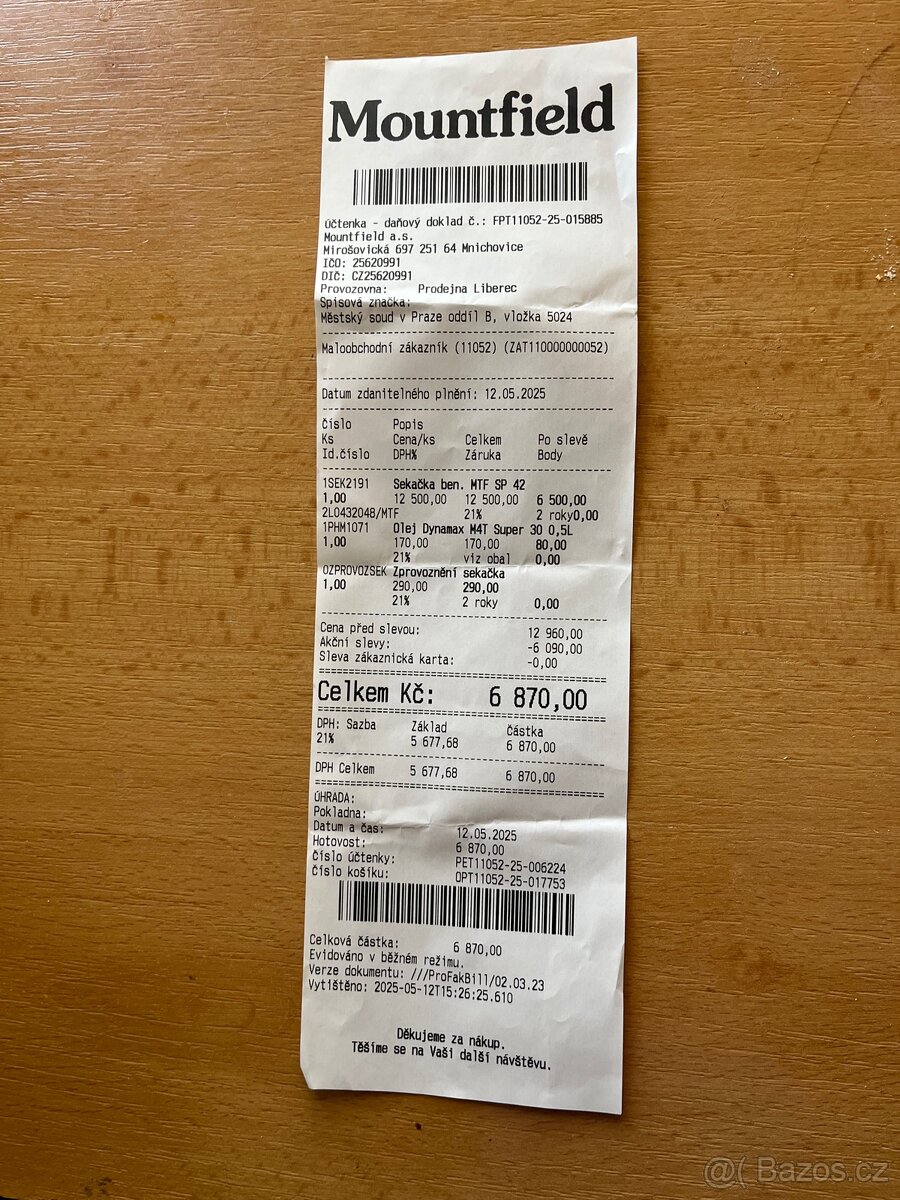 Mountfield
Účtenka - daňový doklad č.: FPT11052-25-015885
Mountfield a.s.
Mirošovická 697 251 64 Mnichovice
IČO: 25620991
DIČ: CZ25620991
Provozovna: Prodejna Liberec
Spisová značka:
Městský soud v Praze oddíl B, vložka 5024
Maloobchodní zákazník (11052) (ZAT110000000052)
Datum zdanitelného plnění: 12.05.2025
číslo Popis
Ks Cena/ks Celkem Po slevě
Id.číslo DPH% Záruka Body
1SEK2191 Sekačka ben. MTF SP 42
1,00 12 500,00 12 500,00 6 500,00
2L0432048/MTF 21% 2 roky0,00
1PHM1071 Olej Dynamax M4T Super 30 0,5L
1,00 170,00 170,00 80,00
21% viz obal 0,00
OZPROVOZSEK Zprovoznění sekačka
1,00 290,00 290,00
21% 2 roky 0,00
Cena před slevou: 12 960,00
Akční slevy: -6 090,00
Sleva zákaznická karta: -0,00
Celkem Kč: 6 870,00
DPH: Sazba Základ Částka
21% 5 677,68 6 870,00
DPH Celkem 5 677,68 6 870,00
ÚHRADA:
Pokladna:
Datum a čas: 12.05.2025
Hotovost: 6 870,00
číslo účtenky: PET11052-25-006224
číslo košíku: OPT11052-25-017753
Celková částka: 6 870,00
Evidováno v běžném režimu.
Verze dokumentu: ///ProFakBill/02.03.23
Vytištěno: 2025-05-12T15:26:25.610
Děkujeme za nákup.
Těšíme se na Vaši další návštěvu.
@( Bazos.cz